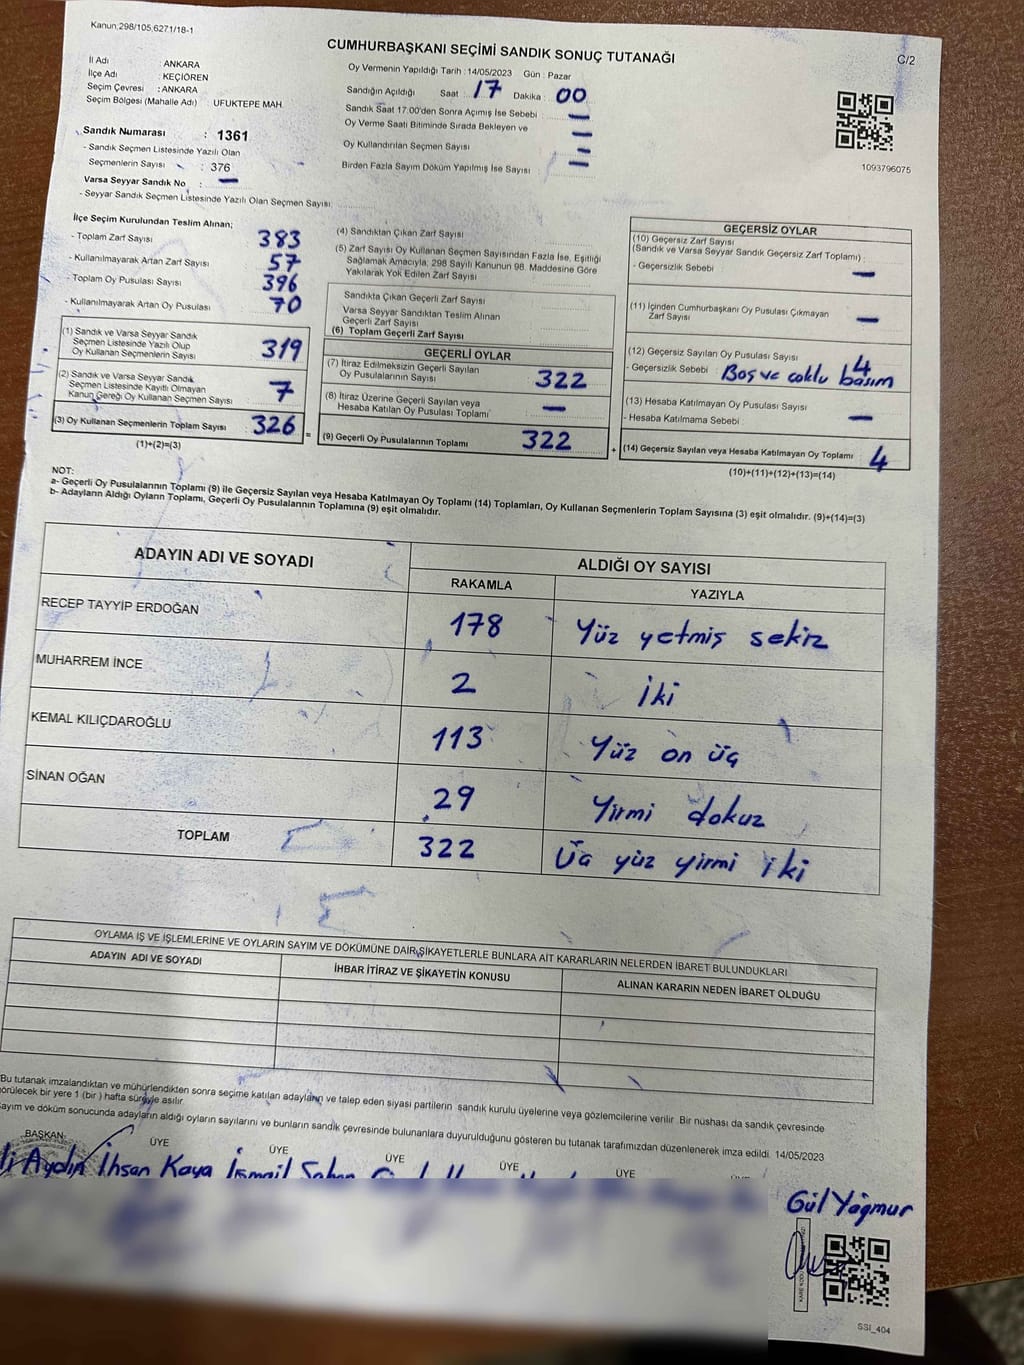 Kanun:298/105,6271/18-1
CUMHURBAŞKANI SEÇİMİ SANDIK SONUÇ TUTANAĞI
C/2
İl Adı : ANKARA
İlçe Adı : KEÇİÖREN
Seçim Çevresi : ANKARA
Seçim Bölgesi (Mahalle Adı) UFUKTEPE MAH
Sandık Numarası : 1361
- Sandık Seçmen Listesinde Yazılı Olan
Seçmenlerin Sayısı : 376
Varsa Seyyar Sandık No : —
- Seyyar Sandık Seçmen Listesinde Yazılı Olan Seçmen Sayısı:
Oy Vermenin Yapıldığı Tarih : 14/05/2023 Gün : Pazar
Sandığın Açıldığı Saat : 17 Dakika : 00
Sandık Saat 17:00'den Sonra Açımış İse Sebebi : —
Oy Verme Saati Bitiminde Sırada Bekleyen ve —
Oy Kullandırılan Seçmen Sayısı —
Birden Fazla Sayım Döküm Yapılmış İse Sayısı : —
1093796075
İlçe Seçim Kurulundan Teslim Alınan;
- Toplam Zarf Sayısı 383
- Kullanılmayarak Artan Zarf Sayısı 57
- Toplam Oy Pusulası Sayısı 396
- Kullanılmayarak Artan Oy Pusulası 70
(1) Sandık ve Varsa Seyyar Sandık
Seçmen Listesinde Yazılı Olup
Oy Kullanan Seçmenlerin Sayısı 319
(2) Sandık ve Varsa Seyyar Sandık
Seçmen Listesinde Kayıtlı Olmayan
Kanun Gereği Oy Kullanan Seçmen Sayısı 7
(3) Oy Kullanan Seçmenlerin Toplam Sayısı 326 =
(1)+(2)=(3)
(4) Sandıktan Çıkan Zarf Sayısı
(5) Zarf Sayısı Oy Kullanan Seçmen Sayısından Fazla İse, Eşitliği
Sağlamak Amacıyla; 298 Sayılı Kanunun 98. Maddesine Göre
Yakılarak Yok Edilen Zarf Sayısı
Sandıkta Çıkan Geçerli Zarf Sayısı
Varsa Seyyar Sandıktan Teslim Alınan
Geçerli Zarf Sayısı
(6) Toplam Geçerli Zarf Sayısı
GEÇERLİ OYLAR
(7) İtiraz Edilmeksizin Geçerli Sayılan
Oy Pusulalarının Sayısı 322
(8) İtiraz Üzerine Geçerli Sayılan veya
Hesaba Katılan Oy Pusulası Toplamı —
(9) Geçerli Oy Pusulalarının Toplamı 322 +
GEÇERSİZ OYLAR
(10) Geçersiz Zarf Sayısı
(Sandık ve Varsa Seyyar Sandık Geçersiz Zarf Toplamı) :
- Geçersizlik Sebebi : —
(11) İçinden Cumhurbaşkanı Oy Pusulası Çıkmayan
Zarf Sayısı —
(12) Geçersiz Sayılan Oy Pusulası Sayısı 4
- Geçersizlik Sebebi Boş ve çoklu basım
(13) Hesaba Katılmayan Oy Pusulası Sayısı
- Hesaba Katılmama Sebebi : —
(14) Geçersiz Sayılan veya Hesaba Katılmayan Oy Toplamı 4
(10)+(11)+(12)+(13)=(14)
NOT:
a- Geçerli Oy Pusulalarının Toplamı (9) ile Geçersiz Sayılan veya Hesaba Katılmayan Oy Toplamı (14) Toplamları, Oy Kullanan Seçmenlerin Toplam Sayısına (3) eşit olmalıdır. (9)+(14)=(3)
b- Adayların Aldığı Oyların Toplamı, Geçerli Oy Pusulalarının Toplamına (9) eşit olmalıdır.
ADAYIN ADI VE SOYADI
ALDIĞI OY SAYISI
RAKAMLA YAZIYLA
RECEP TAYYİP ERDOĞAN 178 Yüz yetmiş sekiz
MUHARREM İNCE 2 İki
KEMAL KILIÇDAROĞLU 113 Yüz on üç
SİNAN OĞAN 29 Yirmi dokuz
TOPLAM 322 Üç yüz yirmi iki
OYLAMA İŞ VE İŞLEMLERİNE VE OYLARIN SAYIM VE DÖKÜMÜNE DAİR ŞİKAYETLERLE BUNLARA AİT KARARLARIN NELERDEN İBARET BULUNDUKLARI
ADAYIN ADI VE SOYADI İHBAR İTİRAZ VE ŞİKAYETİN KONUSU ALINAN KARARIN NEDEN İBARET OLDUĞU
Bu tutanak imzalandıktan ve mühürlendikten sonra seçime katılan adayların ve talep eden siyasi partilerin sandık kurulu üyelerine veya gözlemcilerine verilir. Bir nüshası da sandık çevresinde
görülecek bir yere 1 (bir ) hafta süreyle asılır.
Sayım ve döküm sonucunda adayların aldığı oyların sayılarını ve bunların sandık çevresinde bulunanlara duyurulduğunu gösteren bu tutanak tarafımızdan düzenlenerek imza edildi. 14/05/2023
BAŞKAN ÜYE ÜYE ÜYE ÜYE ÜYE
Aydın İhsan Kaya İsmail
Gül Yağmur
SSİ_404